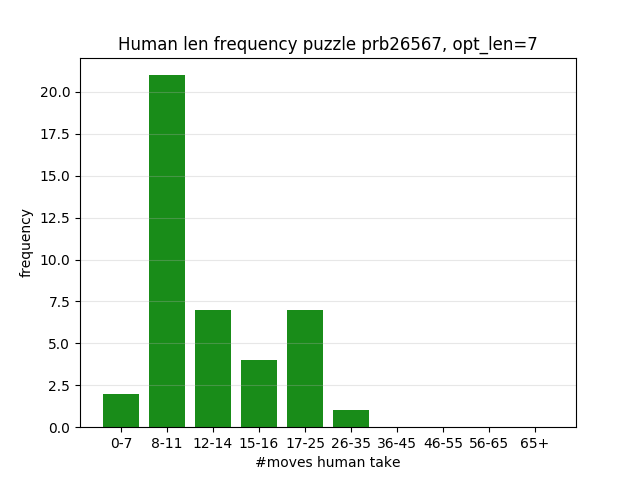 Human len frequency puzzle prb26567, opt_len=7
20.0
17.5
15.0
12.5
10.0
7.5
5.0
2.5
0.0
frequency
0-7 8-11 12-14 15-16 17-25 26-35 36-45 46-55 56-65 65+
#moves human take